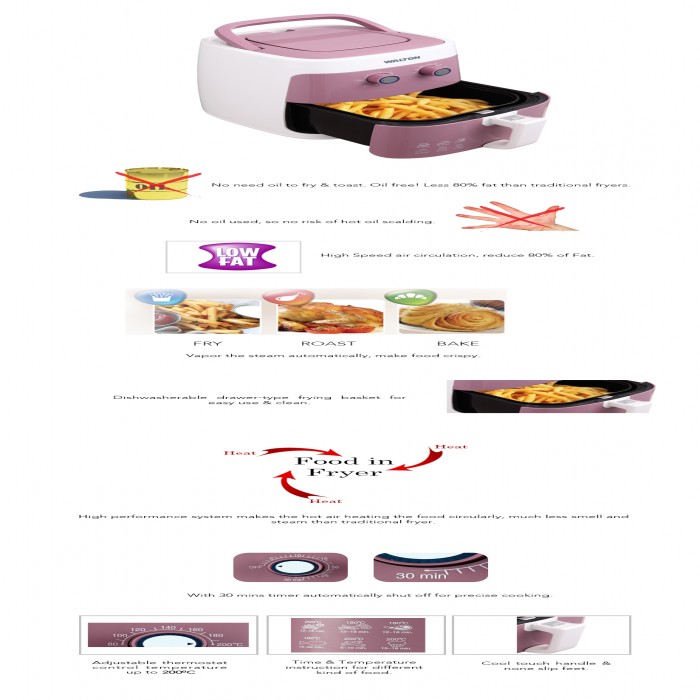 WILLTON
No need oil to fry & toast. Oil free! Less 80% fat than traditional fryers.
OIL
No oil used, so no risk of hot oil scalding.
LOW
FAT
High Speed air circulation, reduce 80% of Fat.
FRY ROAST BAKE
Vapor the steam automatically, make food crispy.
Dishwasherable drawer-type frying basket for
easy use & clean.
Heat
Heat
Food in
Fryer
Heat
High performance system makes the hot air heating the food circularly, much less smell and
steam than traditional fryer.
30 min
With 30 mins timer automatically shut off for precise cooking.
80 100 120 140 160 180 200°C
Adjustable thermostat
control temperature
up to 200ºC
Time & Temperature
instruction for different
kind of food.
Cool touch handle &
none slip feet.